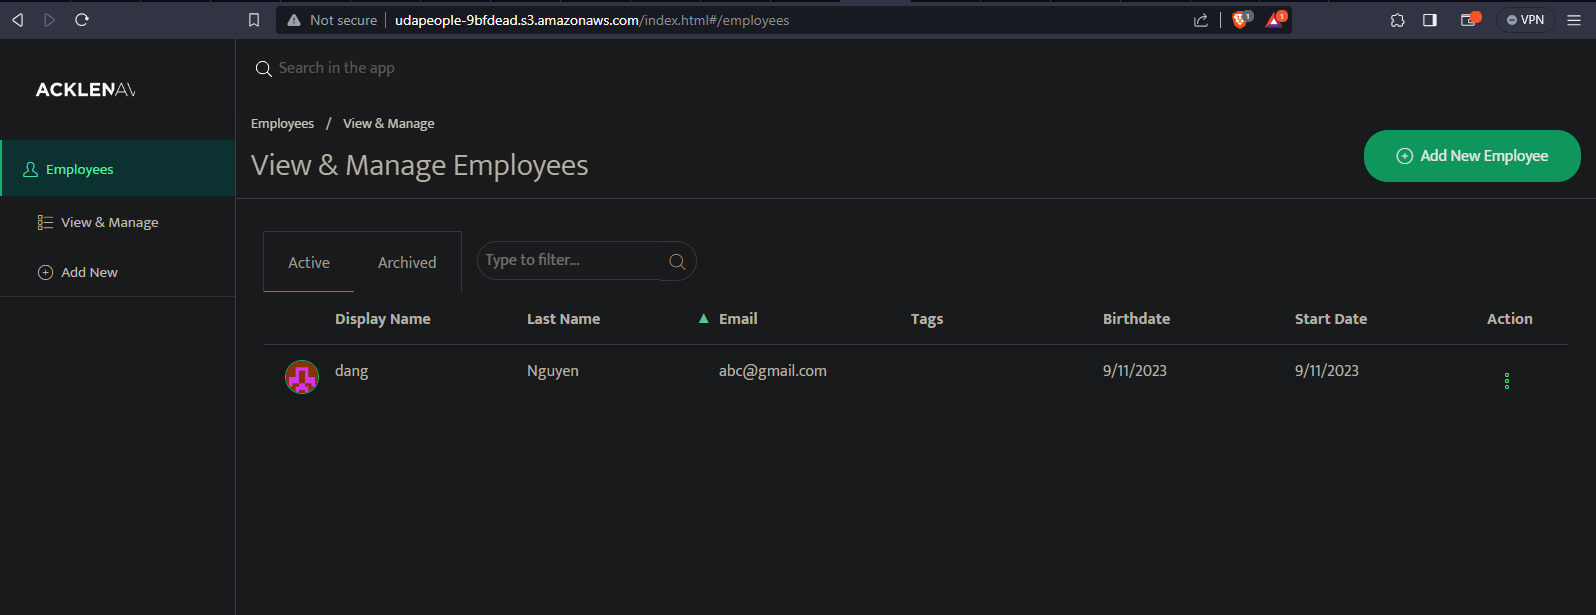 Not secure udapeople-9bfdead.s3.amazonaws.com/index.html#/employees 1 1 VPN
Search in the app
ACKLENAV
Employees / View & Manage
View & Manage Employees
Add New Employee
Employees
View & Manage
Add New
Active Archived Type to filter...
Display Name Last Name Email Tags Birthdate Start Date Action
dang Nguyen abc@gmail.com 9/11/2023 9/11/2023